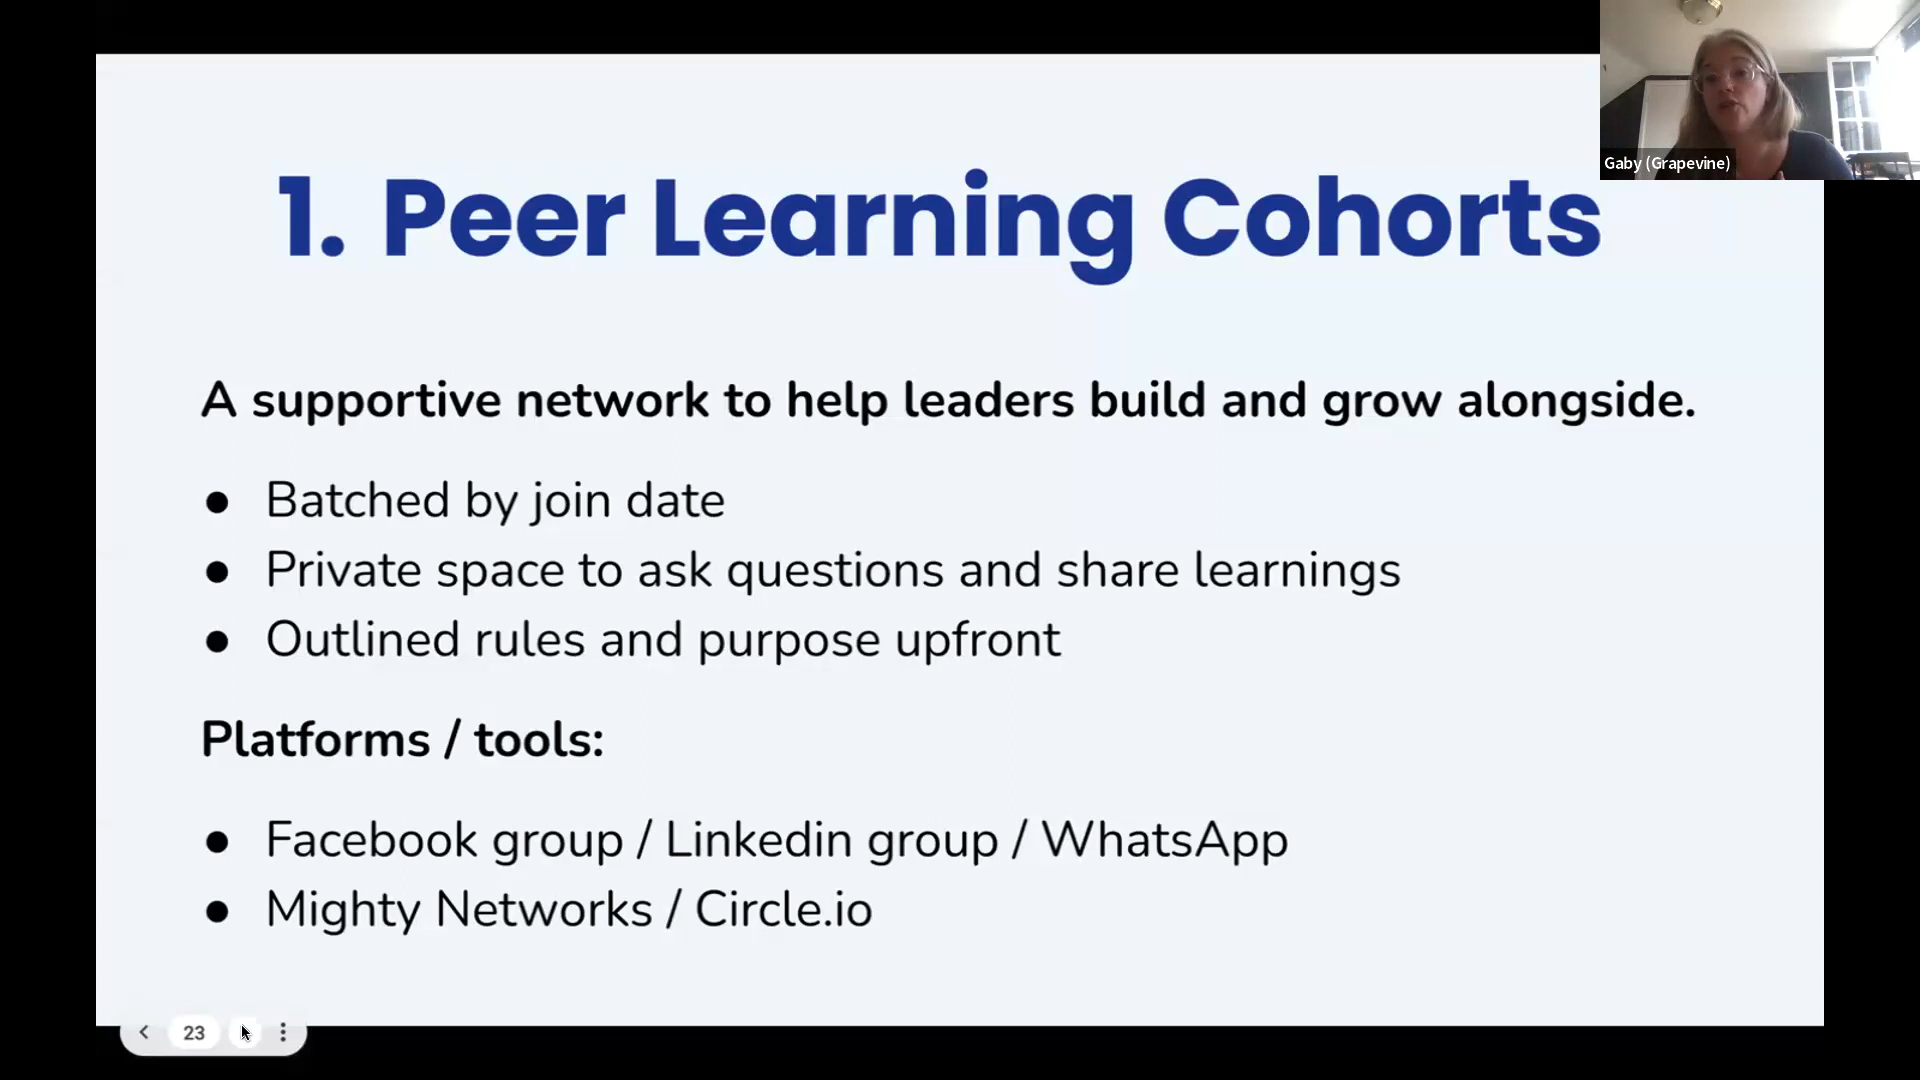 Gaby (Grapevine)
1. Peer Learning Cohorts
A supportive network to help leaders build and grow alongside.
● Batched by join date
● Private space to ask questions and share learnings
● Outlined rules and purpose upfront
Platforms / tools:
● Facebook group / Linkedin group / WhatsApp
● Mighty Networks / Circle.io
23